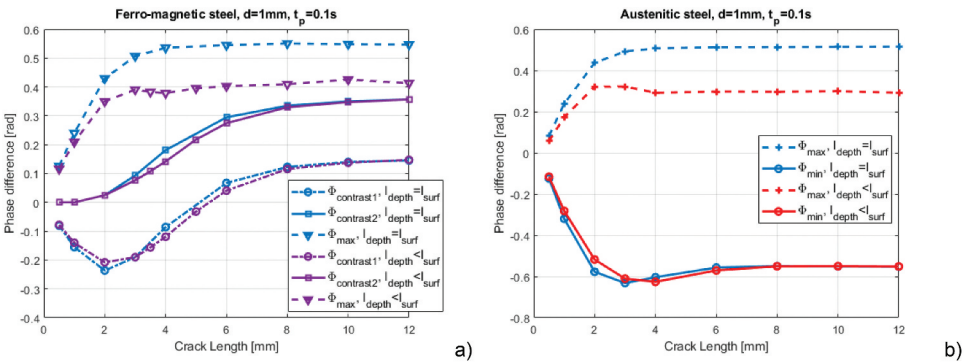 Ferro-magnetic steel, d=1mm, t_p=0.1s
Phase difference [rad]
0.6
0.5
0.4
0.3
0.2
0.1
0
-0.1
-0.2
-0.3
-0.4
Φ_contrast1, l_depth=l_surf
Φ_contrast2, l_depth=l_surf
Φ_max, l_depth=l_surf
Φ_contrast1, l_depth<l_surf
Φ_contrast2, l_depth<l_surf
Φ_max, l_depth<l_surf
0 2 4 6 8 10 12
Crack Length [mm]
a)
Austenitic steel, d=1mm, t_p=0.1s
Phase difference [rad]
0.6
0.4
0.2
0
-0.2
-0.4
-0.6
-0.8
Φ_max, l_depth=l_surf
Φ_min, l_depth=l_surf
Φ_max, l_depth<l_surf
Φ_min, l_depth<l_surf
0 2 4 6 8 10 12
Crack Length [mm]
b)